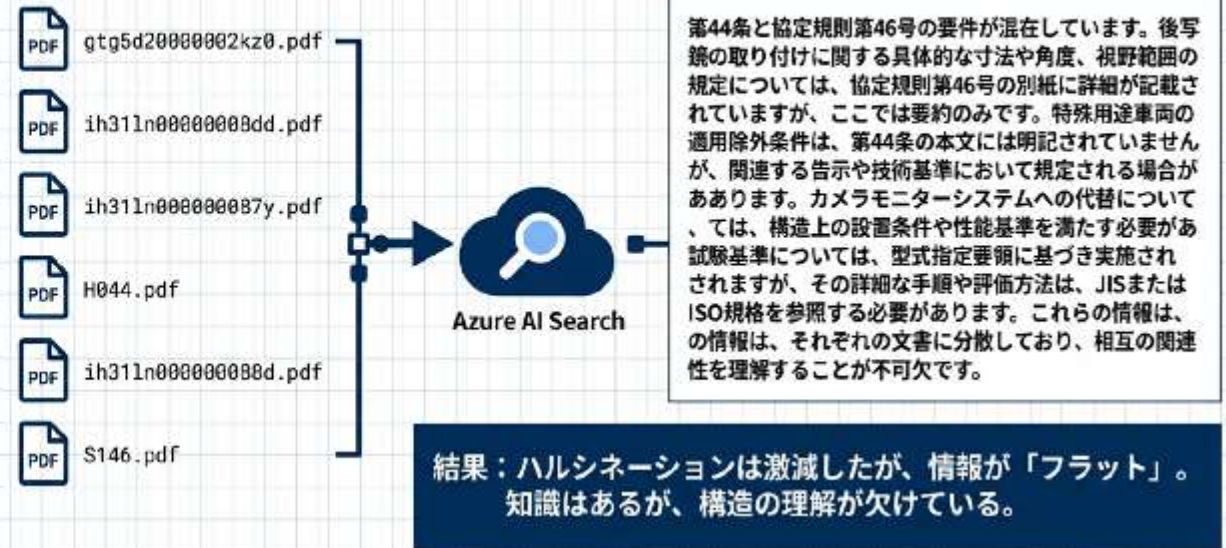 PDF gtg5d20000002kz0.pdf
PDF ih31ln00000008dd.pdf
PDF ih31ln000000087y.pdf
PDF H044.pdf
PDF ih31ln000000088d.pdf
PDF S146.pdf
Azure AI Search
第44条と協定規則第46号の要件が混在しています。後写
鏡の取り付けに関する具体的な寸法や角度、視野範囲の
規定については、協定規則第46号の別紙に詳細が記載さ
れていますが、ここでは要約のみです。特殊用途車両の
適用除外条件は、第44条の本文には明記されていません
が、関連する告示や技術基準において規定される場合が
ああります。カメラモニターシステムへの代替について
、ては、構造上の設置条件や性能基準を満たす必要があ
試験基準については、型式指定要領に基づき実施され
されますが、その詳細な手順や評価方法は、JISまたは
ISO規格を参照する必要があります。これらの情報は、
の情報は、それぞれの文書に分散しており、相互の関連
性を理解することが不可欠です。
結果：ハルシネーションは激減したが、情報が「フラット」。
知識はあるが、構造の理解が欠けている。